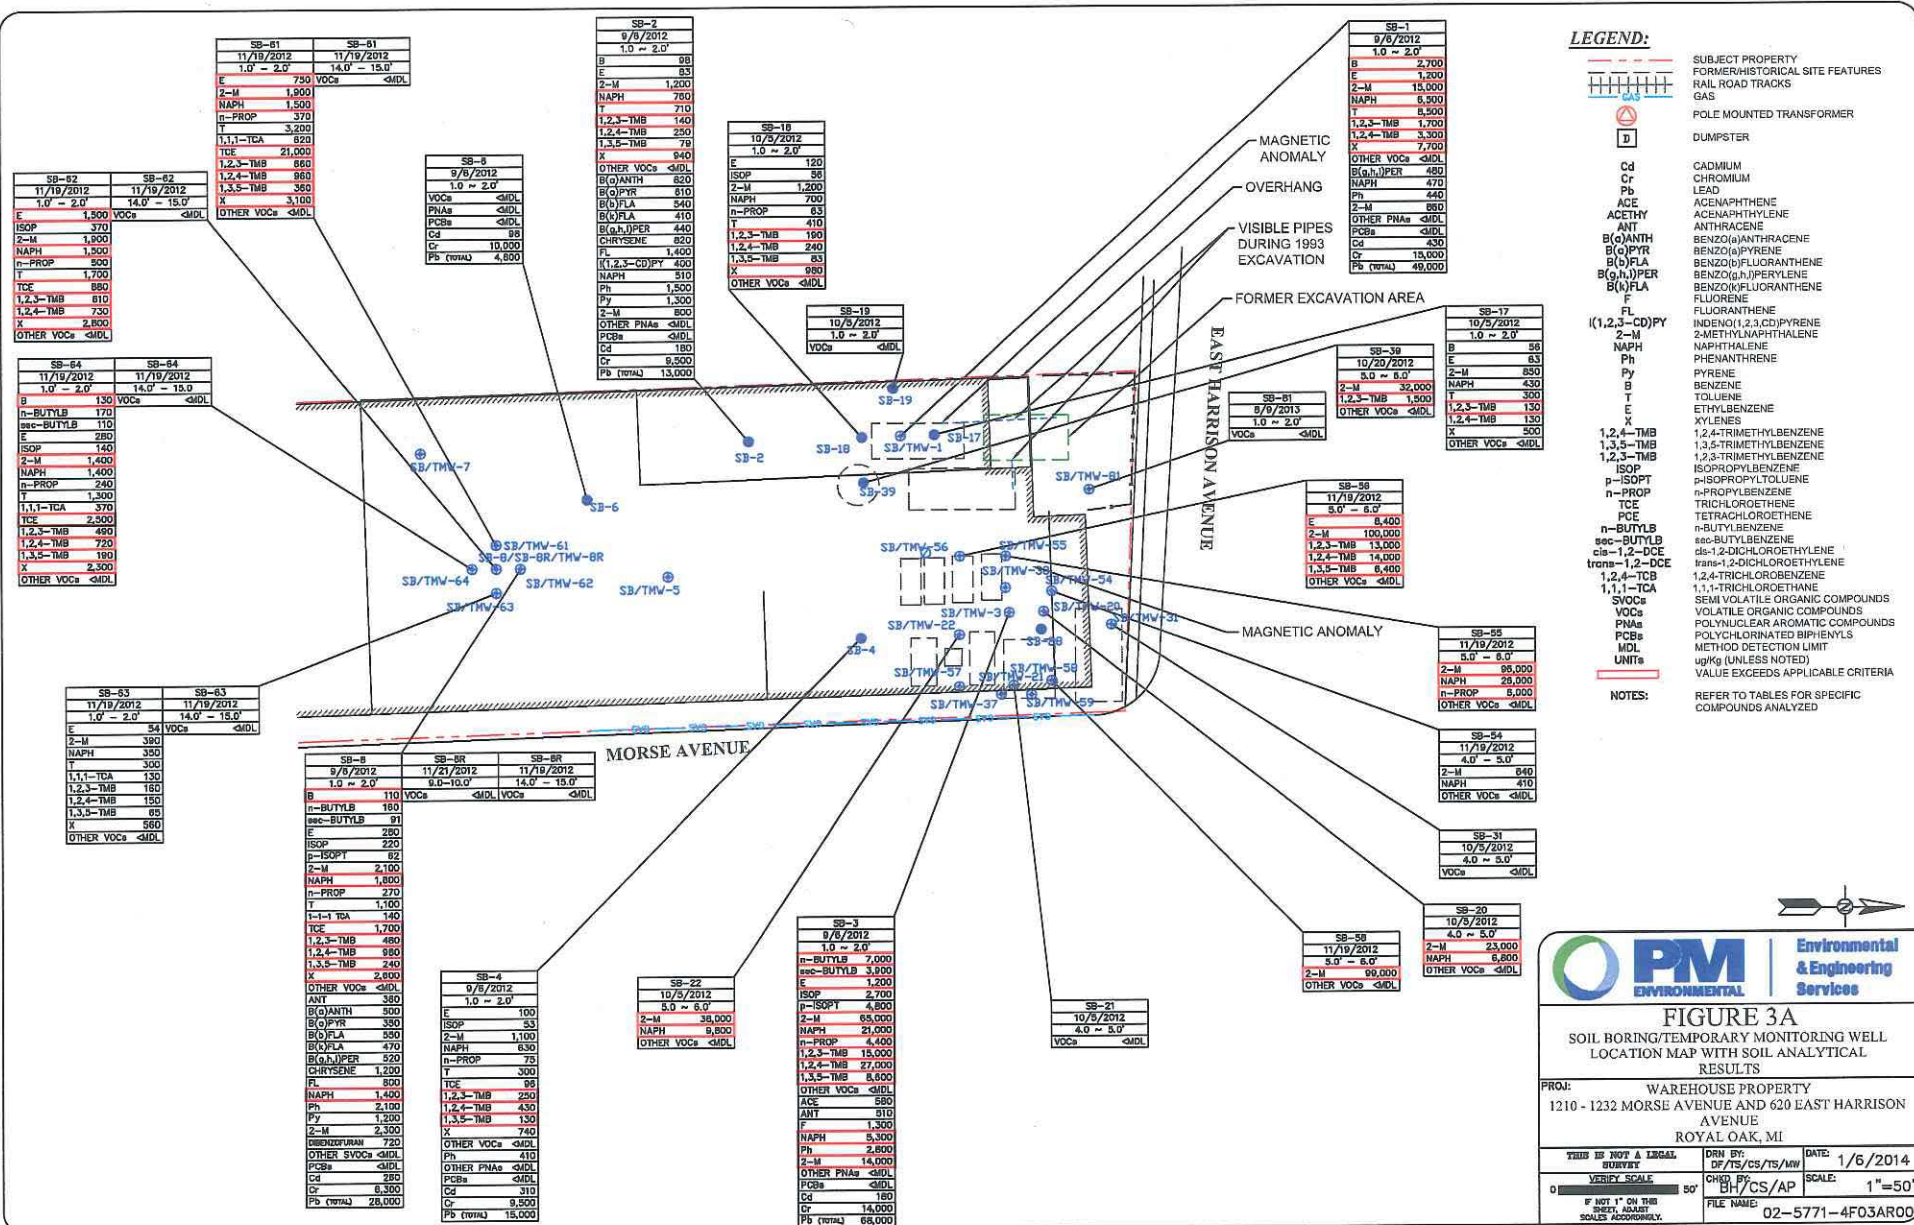 SB-61 SB-61
11/19/2012 11/19/2012
1.0' - 2.0' 14.0' - 15.0'
E 750 VOCs <MDL
2-M 1,900
NAPH 1,500
n-PROP 370
T 3,200
1,1,1-TCA 620
TCE 21,000
1,2,3-TMB 660
1,2,4-TMB 960
1,3,5-TMB 360
X 3,100
OTHER VOCs <MDL
SB-62 SB-62
11/19/2012 11/19/2012
1.0' - 2.0' 14.0' - 15.0'
E 1,500 VOCs <MDL
ISOP 370
2-M 1,900
NAPH 1,500
n-PROP 500
T 1,700
TCE 880
1,2,3-TMB 610
1,2,4-TMB 730
X 2,800
OTHER VOCs <MDL
SB-64 SB-64
11/19/2012 11/19/2012
1.0' - 2.0' 14.0' - 15.0
B 130 VOCs <MDL
n-BUTYLB 170
sec-BUTYLB 110
E 280
ISOP 140
2-M 1,400
NAPH 1,400
n-PROP 240
T 1,300
1,1,1-TCA 370
TCE 2,500
1,2,3-TMB 490
1,2,4-TMB 720
1,3,5-TMB 190
X 2,300
OTHER VOCs <MDL
SB-63 SB-63
11/19/2012 11/19/2012
1.0' - 2.0' 14.0' - 15.0'
E 54 VOCs <MDL
2-M 390
NAPH 350
T 300
1,1,1-TCA 130
1,2,3-TMB 160
1,2,4-TMB 150
1,3,5-TMB 65
X 560
OTHER VOCs <MDL
SB-6
9/6/2012
1.0 ~ 2.0'
VOCs <MDL
PNAs <MDL
PCBs <MDL
Cd 98
Cr 10,000
Pb (TOTAL) 4,600
SB-2
9/6/2012
1.0 ~ 2.0'
B 98
E 83
2-M 1,200
NAPH 760
T 710
1,2,3-TMB 140
1,2,4-TMB 250
1,3,5-TMB 79
X 940
OTHER VOCs <MDL
B(a)ANTH 620
B(a)PYR 610
B(b)FLA 540
B(k)FLA 410
B(g,h,i)PER 440
CHRYSENE 820
FL 1,400
I(1,2,3-CD)PY 400
NAPH 510
Ph 1,500
Py 1,300
2-M 800
OTHER PNAs <MDL
PCBs <MDL
Cd 180
Cr 9,500
Pb (TOTAL) 13,000
SB-18
10/5/2012
1.0 ~ 2.0'
E 120
ISOP 56
2-M 1,200
NAPH 700
n-PROP 63
T 410
1,2,3-TMB 190
1,2,4-TMB 240
1,3,5-TMB 83
X 980
OTHER VOCs <MDL
SB-19
10/5/2012
1.0 ~ 2.0'
VOCs <MDL
SB-1
9/6/2012
1.0 ~ 2.0'
B 2,700
E 1,200
2-M 15,000
NAPH 6,500
T 8,500
1,2,3-TMB 1,700
1,2,4-TMB 3,300
X 7,700
OTHER VOCs <MDL
B(g,h,i)PER 480
NAPH 470
Ph 440
2-M 860
OTHER PNAs <MDL
PCBs <MDL
Cd 430
Cr 15,000
Pb (TOTAL) 49,000
MAGNETIC
ANOMALY
OVERHANG
VISIBLE PIPES
DURING 1993
EXCAVATION
FORMER EXCAVATION AREA
EAST HARRISON AVENUE
SB-17
10/5/2012
1.0 ~ 2.0'
B 56
E 63
2-M 850
NAPH 430
T 300
1,2,3-TMB 130
1,2,4-TMB 130
X 500
OTHER VOCs <MDL
SB-39
10/20/2012
5.0 ~ 6.0'
2-M 32,000
1,2,3-TMB 1,500
OTHER VOCs <MDL
SB-81
8/9/2013
1.0 ~ 2.0'
VOCs <MDL
SB-56
11/19/2012
5.0' - 6.0'
E 8,400
2-M 100,000
1,2,3-TMB 13,000
1,2,4-TMB 14,000
1,3,5-TMB 6,400
OTHER VOCs <MDL
SB-19
SB-18
SB/TMW-1
SB-17
SB-2
SB/TMW-7
SB-6
SB-39
SB/TMW-81
SB/TMW-61
SB-8/SB-8R/TMW-8R
SB/TMW-64
SB/TMW-62
SB/TMW-63
SB/TMW-5
SB/TMW-56
SB/TMW-55
SB/TMW-54
SB/TMW-3
SB/TMW-20
SB/TMW-31
SB/TMW-22
SB-4
SB/TMW-57
SB/TMW-58
SB/TMW-21
SB/TMW-37
SB/TMW-59
MAGNETIC ANOMALY
MORSE AVENUE
SB-55
11/19/2012
5.0' - 6.0'
2-M 96,000
NAPH 26,000
n-PROP 6,000
OTHER VOCs <MDL
SB-54
11/19/2012
4.0' - 5.0'
2-M 640
NAPH 410
OTHER VOCs <MDL
SB-31
10/5/2012
4.0 ~ 5.0'
VOCs <MDL
SB-20
10/5/2012
4.0 ~ 5.0'
2-M 23,000
NAPH 6,600
OTHER VOCs <MDL
SB-58
11/19/2012
5.0' - 6.0'
2-M 99,000
OTHER VOCs <MDL
SB-21
10/5/2012
4.0 ~ 5.0'
VOCs <MDL
SB-3
9/6/2012
1.0 ~ 2.0'
n-BUTYLB 7,000
sec-BUTYLB 3,900
E 1,200
ISOP 2,700
p-ISOPT 4,800
2-M 65,000
NAPH 21,000
n-PROP 4,400
1,2,3-TMB 15,000
1,2,4-TMB 27,000
1,3,5-TMB 8,600
OTHER VOCs <MDL
ACE 580
ANT 510
F 1,300
NAPH 5,300
Ph 2,600
2-M 14,000
OTHER PNAs <MDL
PCBs <MDL
Cd 160
Cr 14,000
Pb (TOTAL) 68,000
SB-22
10/5/2012
5.0 ~ 6.0'
2-M 38,000
NAPH 9,800
OTHER VOCs <MDL
SB-4
9/6/2012
1.0 ~ 2.0'
E 100
ISOP 53
2-M 1,100
NAPH 630
n-PROP 75
T 300
TCE 96
1,2,3-TMB 250
1,2,4-TMB 430
1,3,5-TMB 130
X 740
OTHER VOCs <MDL
Ph 410
OTHER PNAs <MDL
PCBs <MDL
Cd 310
Cr 9,500
Pb (TOTAL) 15,000
SB-8 SB-8R SB-8R
9/6/2012 11/21/2012 11/19/2012
1.0 ~ 2.0' 9.0-10.0' 14.0' - 15.0'
B 110 VOCs <MDL VOCs <MDL
n-BUTYLB 160
sec-BUTYLB 91
E 260
ISOP 220
p-ISOPT 62
2-M 2,100
NAPH 1,800
n-PROP 270
T 1,100
1-1-1 TCA 140
TCE 1,700
1,2,3-TMB 460
1,2,4-TMB 980
1,3,5-TMB 240
X 2,600
OTHER VOCs <MDL
ANT 360
B(a)ANTH 500
B(a)PYR 350
B(b)FLA 550
B(k)FLA 470
B(g,h,i)PER 520
CHRYSENE 1,200
FL 800
NAPH 1,400
Ph 2,100
Py 1,200
2-M 2,300
DIBENZOFURAN 720
OTHER SVOCs <MDL
PCBs <MDL
Cd 260
Cr 6,300
Pb (TOTAL) 28,000
LEGEND:
SUBJECT PROPERTY
FORMER/HISTORICAL SITE FEATURES
RAIL ROAD TRACKS
GAS GAS
POLE MOUNTED TRANSFORMER
D DUMPSTER
Cd CADMIUM
Cr CHROMIUM
Pb LEAD
ACE ACENAPHTHENE
ACETHY ACENAPHTHYLENE
ANT ANTHRACENE
B(a)ANTH BENZO(a)ANTHRACENE
B(a)PYR BENZO(a)PYRENE
B(b)FLA BENZO(b)FLUORANTHENE
B(g,h,i)PER BENZO(g,h,i)PERYLENE
B(k)FLA BENZO(k)FLUORANTHENE
F FLUORENE
FL FLUORANTHENE
I(1,2,3-CD)PY INDENO(1,2,3,CD)PYRENE
2-M 2-METHYLNAPHTHALENE
NAPH NAPHTHALENE
Ph PHENANTHRENE
Py PYRENE
B BENZENE
T TOLUENE
E ETHYLBENZENE
X XYLENES
1,2,4-TMB 1,2,4-TRIMETHYLBENZENE
1,3,5-TMB 1,3,5-TRIMETHYLBENZENE
1,2,3-TMB 1,2,3-TRIMETHYLBENZENE
ISOP ISOPROPYLBENZENE
p-ISOPT p-ISOPROPYLTOLUENE
n-PROP n-PROPYLBENZENE
TCE TRICHLOROETHENE
PCE TETRACHLOROETHENE
n-BUTYLB n-BUTYLBENZENE
sec-BUTYLB sec-BUTYLBENZENE
cis-1,2-DCE cis-1,2-DICHLOROETHYLENE
trans-1,2-DCE trans-1,2-DICHLOROETHYLENE
1,2,4-TCB 1,2,4-TRICHLOROBENZENE
1,1,1-TCA 1,1,1-TRICHLOROETHANE
SVOCs SEMI VOLATILE ORGANIC COMPOUNDS
VOCs VOLATILE ORGANIC COMPOUNDS
PNAs POLYNUCLEAR AROMATIC COMPOUNDS
PCBs POLYCHLORINATED BIPHENYLS
MDL METHOD DETECTION LIMIT
UNITs ug/Kg (UNLESS NOTED)
VALUE EXCEEDS APPLICABLE CRITERIA
NOTES: REFER TO TABLES FOR SPECIFIC
COMPOUNDS ANALYZED
N
PM
ENVIRONMENTAL
Environmental
& Engineering
Services
FIGURE 3A
SOIL BORING/TEMPORARY MONITORING WELL
LOCATION MAP WITH SOIL ANALYTICAL
RESULTS
PROJ: WAREHOUSE PROPERTY
1210 - 1232 MORSE AVENUE AND 620 EAST HARRISON
AVENUE
ROYAL OAK, MI
THIS IS NOT A LEGAL
SURVEY
DRN BY: DF/TS/CS/TS/MW
DATE: 1/6/2014
VERIFY SCALE
0 50'
IF NOT 1" ON THIS
SHEET, ADJUST
SCALES ACCORDINGLY.
CHKD BY: BH/CS/AP
SCALE: 1"=50'
FILE NAME: 02-5771-4F03AR00